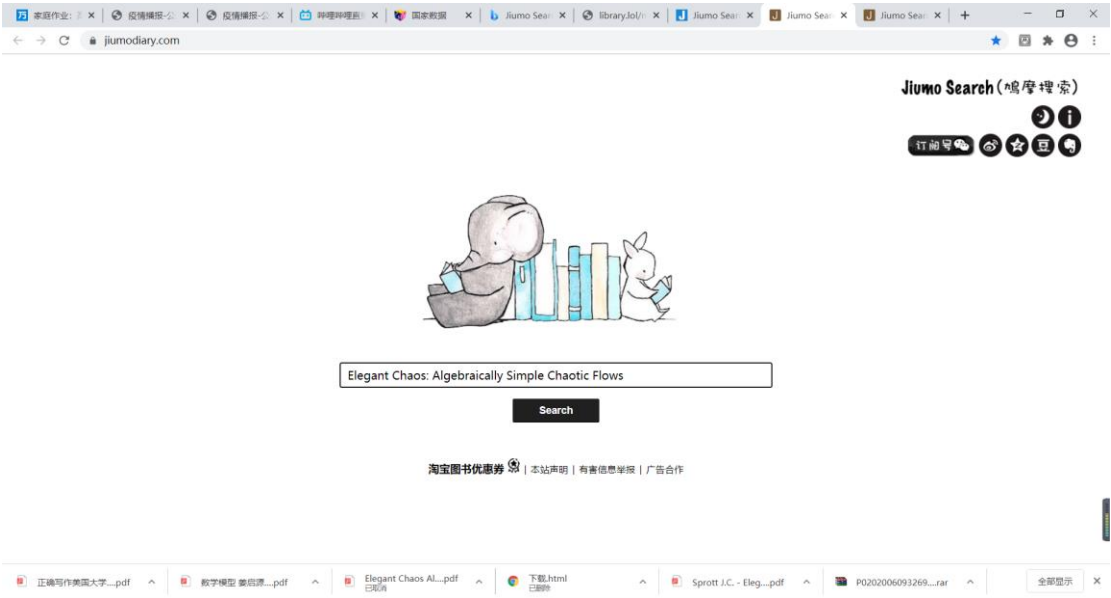 家庭作业:
疫情播报-公
疫情播报-公
哔哩哔哩直
国家数据
Jiumo Sear
library.lol/
Jiumo Sear
Jiumo Sear
Jiumo Sear
jiumodiary.com
Jiumo Search(鸠摩搜索)
订阅号
豆
Elegant Chaos: Algebraically Simple Chaotic Flows
Search
淘宝图书优惠券 | 本站声明 | 有害信息举报 | 广告合作
正确写作美国大学....pdf
数学模型 姜启源....pdf
Elegant Chaos Al....pdf
已取消
下载.html
已删除
Sprott J.C. - Eleg....pdf
P0202006093269....rar
全部显示